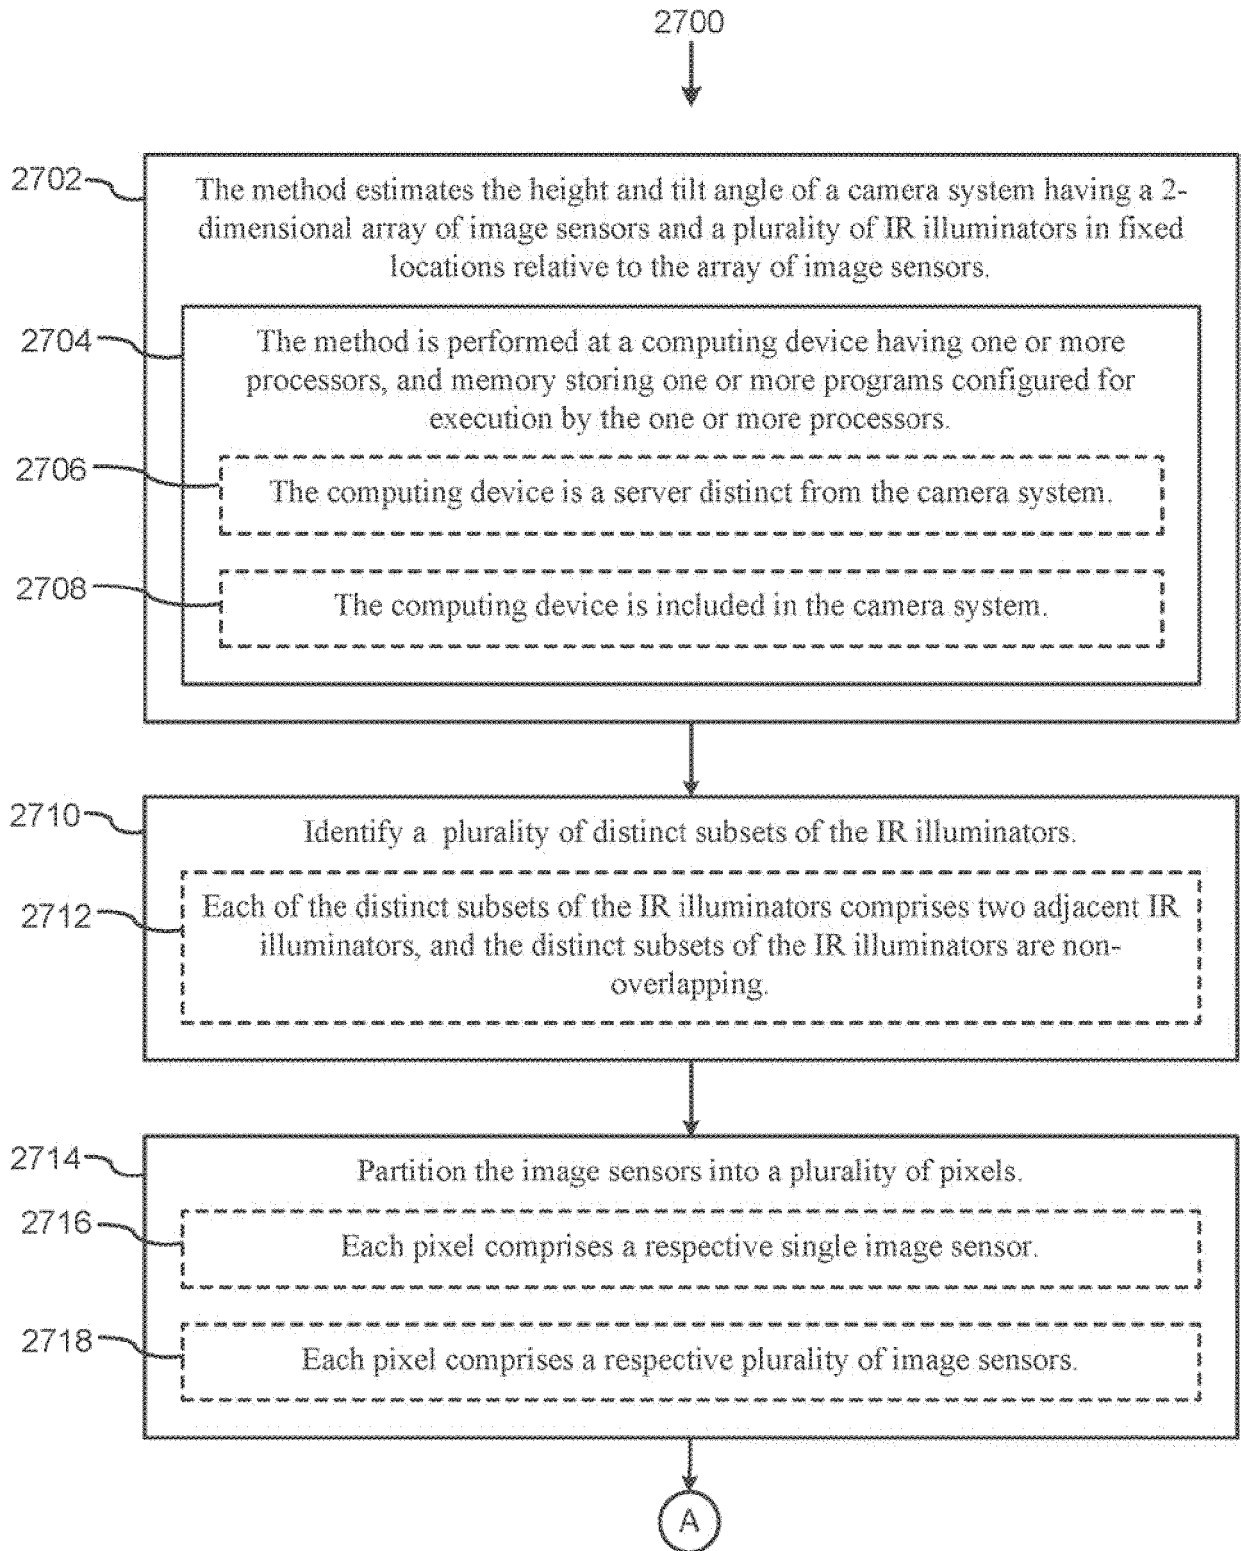 2700
2702
The method estimates the height and tilt angle of a camera system having a 2-
dimensional array of image sensors and a plurality of IR illuminators in fixed
locations relative to the array of image sensors.
2704
The method is performed at a computing device having one or more
processors, and memory storing one or more programs configured for
execution by the one or more processors.
2706
The computing device is a server distinct from the camera system.
2708
The computing device is included in the camera system.
2710
Identify a plurality of distinct subsets of the IR illuminators.
2712
Each of the distinct subsets of the IR illuminators comprises two adjacent IR
illuminators, and the distinct subsets of the IR illuminators are non-
overlapping.
2714
Partition the image sensors into a plurality of pixels.
2716
Each pixel comprises a respective single image sensor.
2718
Each pixel comprises a respective plurality of image sensors.
A